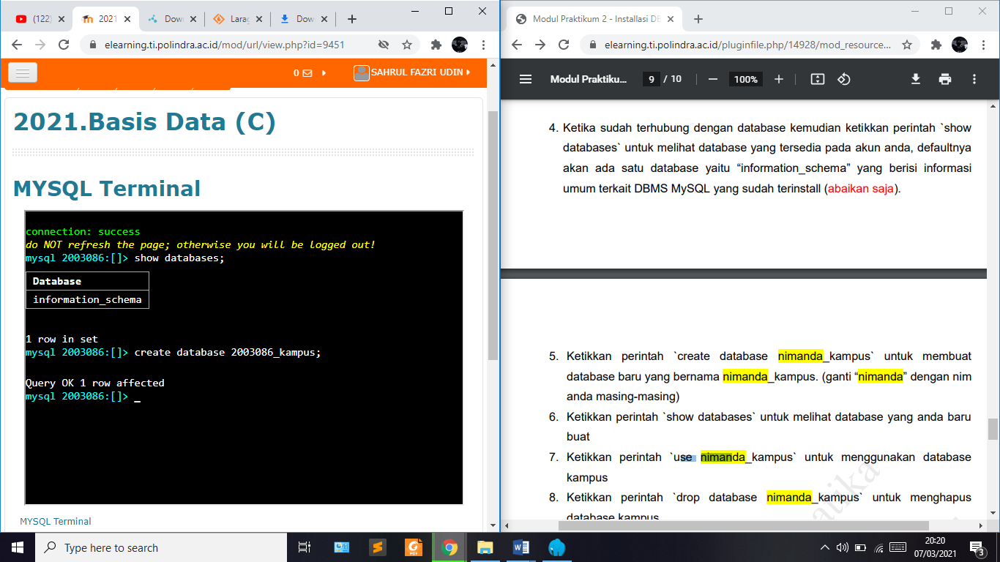 (122)
2021
Down
Larag
Dow
elearning.ti.polindra.ac.id/mod/url/view.php?id=9451
0
SAHRUL FAZRI UDIN
2021.Basis Data (C)
MYSQL Terminal
connection: success
do NOT refresh the page; otherwise you will be logged out!
mysql 2003086:[]> show databases;
Database
information_schema
1 row in set
mysql 2003086:[]> create database 2003086_kampus;
Query OK 1 row affected
mysql 2003086:[]> _
MYSQL Terminal
Modul Praktikum 2 - Installasi DB
elearning.ti.polindra.ac.id/pluginfile.php/14928/mod_resource...
Modul Praktiku...
9 / 10
100%
4. Ketika sudah terhubung dengan database kemudian ketikkan perintah `show
databases` untuk melihat database yang tersedia pada akun anda, defaultnya
akan ada satu database yaitu “information_schema” yang berisi informasi
umum terkait DBMS MySQL yang sudah terinstall (abaikan saja).
5. Ketikkan perintah `create database nimanda_kampus` untuk membuat
database baru yang bernama nimanda_kampus. (ganti “nimanda” dengan nim
anda masing-masing)
6. Ketikkan perintah `show databases` untuk melihat database yang anda baru
buat
7. Ketikkan perintah `use nimanda_kampus` untuk menggunakan database
kampus
8. Ketikkan perintah `drop database nimanda_kampus` untuk menghapus
database kampus
Type here to search
PDF
20:20
07/03/2021
3